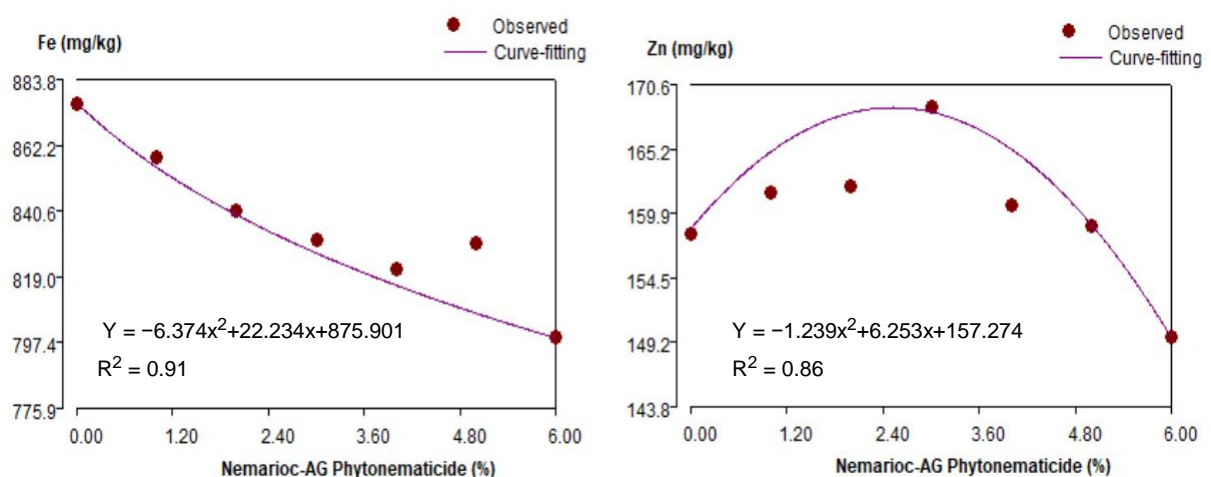 Fe (mg/kg)
Observed
Curve-fitting
883.8
862.2
840.6
819.0
797.4
775.9
Y = −6.374x²+22.234x+875.901
R² = 0.91
0.00 1.20 2.40 3.60 4.80 6.00
Nemarioc-AG Phytonematicide (%)
Zn (mg/kg)
Observed
Curve-fitting
170.6
165.2
159.9
154.5
149.2
143.8
Y = −1.239x²+6.253x+157.274
R² = 0.86
0.00 1.20 2.40 3.60 4.80 6.00
Nemarioc-AG Phytonematicide (%)